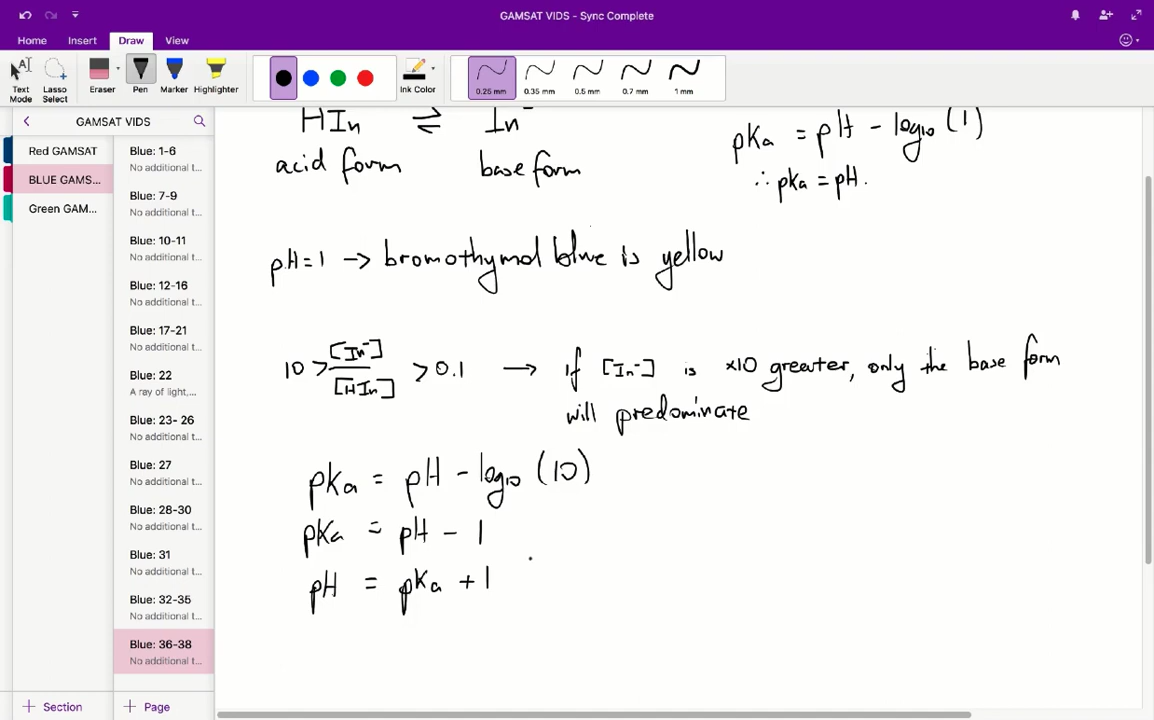 GAMSAT VIDS - Sync Complete
Home Insert Draw View
Text Mode
Lasso Select
Eraser
Pen
Marker
Highlighter
Ink Color
0.25 mm
0.35 mm
0.5 mm
0.7 mm
1 mm
GAMSAT VIDS
Red GAMSAT
BLUE GAMS...
Green GAM...
Blue: 1-6
No additional t...
Blue: 7-9
No additional t...
Blue: 10-11
No additional t...
Blue: 12-16
No additional t...
Blue: 17-21
No additional t...
Blue: 22
A ray of light,...
Blue: 23- 26
No additional t...
Blue: 27
No additional t...
Blue: 28-30
No additional t...
Blue: 31
No additional t...
Blue: 32-35
No additional t...
Blue: 36-38
No additional t...
+ Section
+ Page
HIn ⇌ In⁻
acid form base form
pKa = pH - log₁₀ (1)
∴ pKa = pH.
pH=1 → bromothymol blue is yellow
10 > [In⁻]/[HIn] > 0.1 → if [In⁻] is x10 greater, only the base form
will predominate
pKa = pH - log₁₀ (10)
pKa = pH - 1
pH = pKa + 1